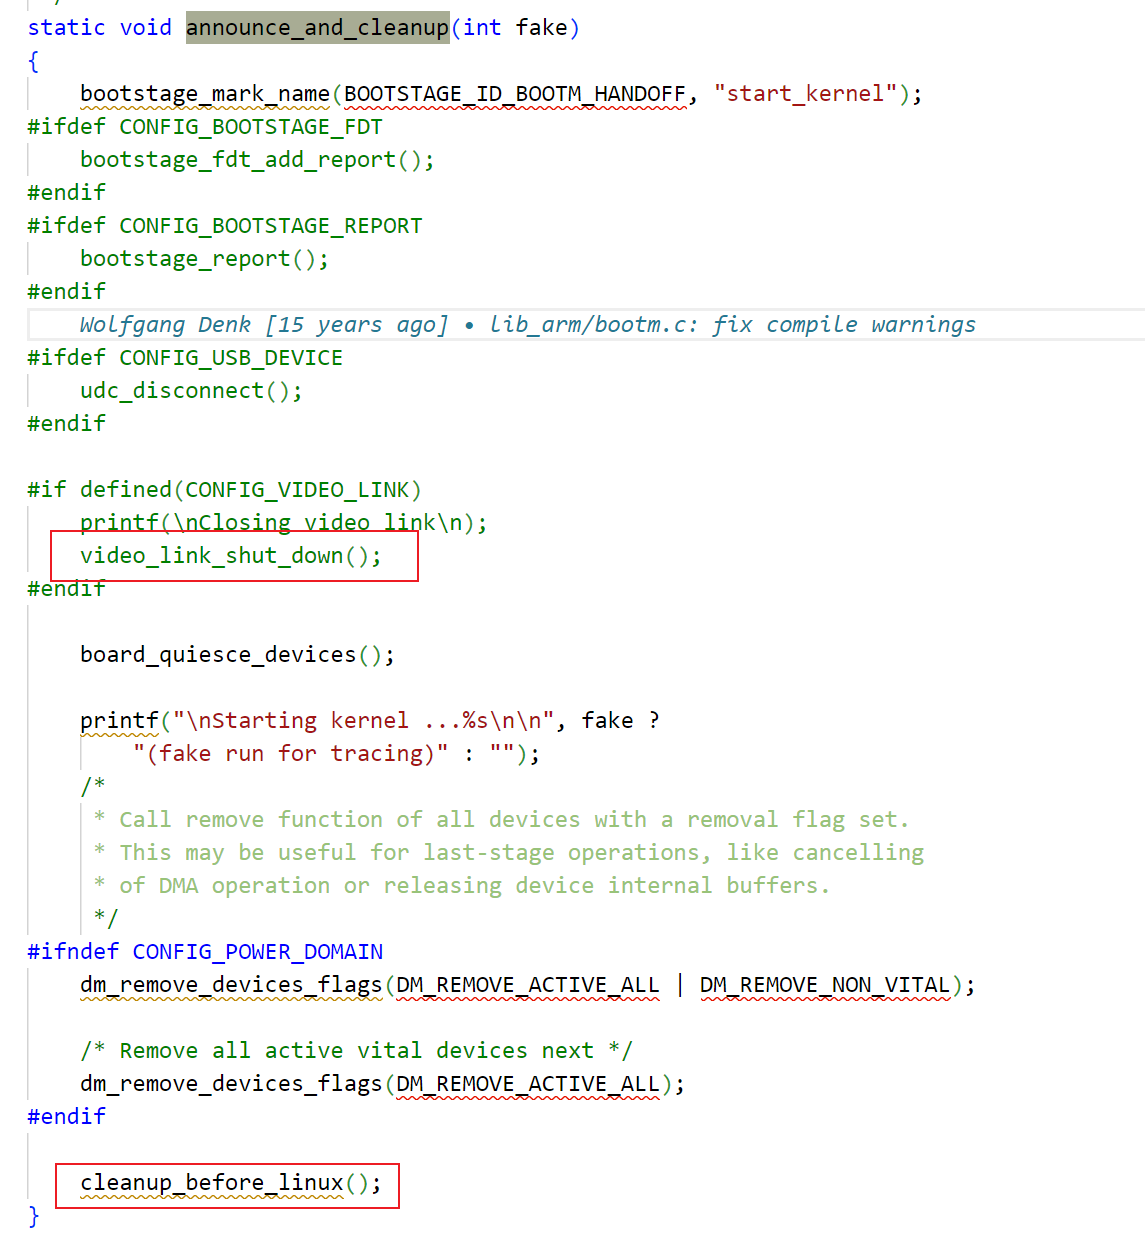 static void announce_and_cleanup(int fake)
{
    bootstage_mark_name(BOOTSTAGE_ID_BOOTM_HANDOFF, "start_kernel");
#ifdef CONFIG_BOOTSTAGE_FDT
    bootstage_fdt_add_report();
#endif
#ifdef CONFIG_BOOTSTAGE_REPORT
    bootstage_report();
#endif
    Wolfgang Denk [15 years ago] • lib_arm/bootm.c: fix compile warnings
#ifdef CONFIG_USB_DEVICE
    udc_disconnect();
#endif

#if defined(CONFIG_VIDEO_LINK)
    printf(\nClosing video link\n);
    video_link_shut_down();
#endif

    board_quiesce_devices();

    printf("\nStarting kernel ...%s\n\n", fake ?
        "(fake run for tracing)" : "");
    /*
     * Call remove function of all devices with a removal flag set.
     * This may be useful for last-stage operations, like cancelling
     * of DMA operation or releasing device internal buffers.
     */
#ifndef CONFIG_POWER_DOMAIN
    dm_remove_devices_flags(DM_REMOVE_ACTIVE_ALL | DM_REMOVE_NON_VITAL);

    /* Remove all active vital devices next */
    dm_remove_devices_flags(DM_REMOVE_ACTIVE_ALL);
#endif

    cleanup_before_linux();
}